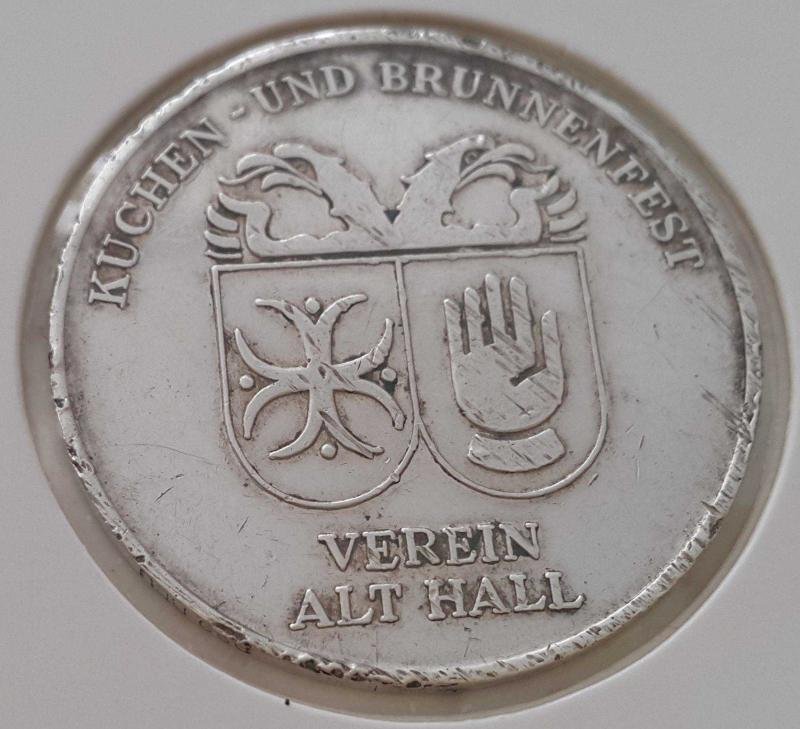 KUCHEN - UND BRUNNENFEST
VEREIN
ALT HALL